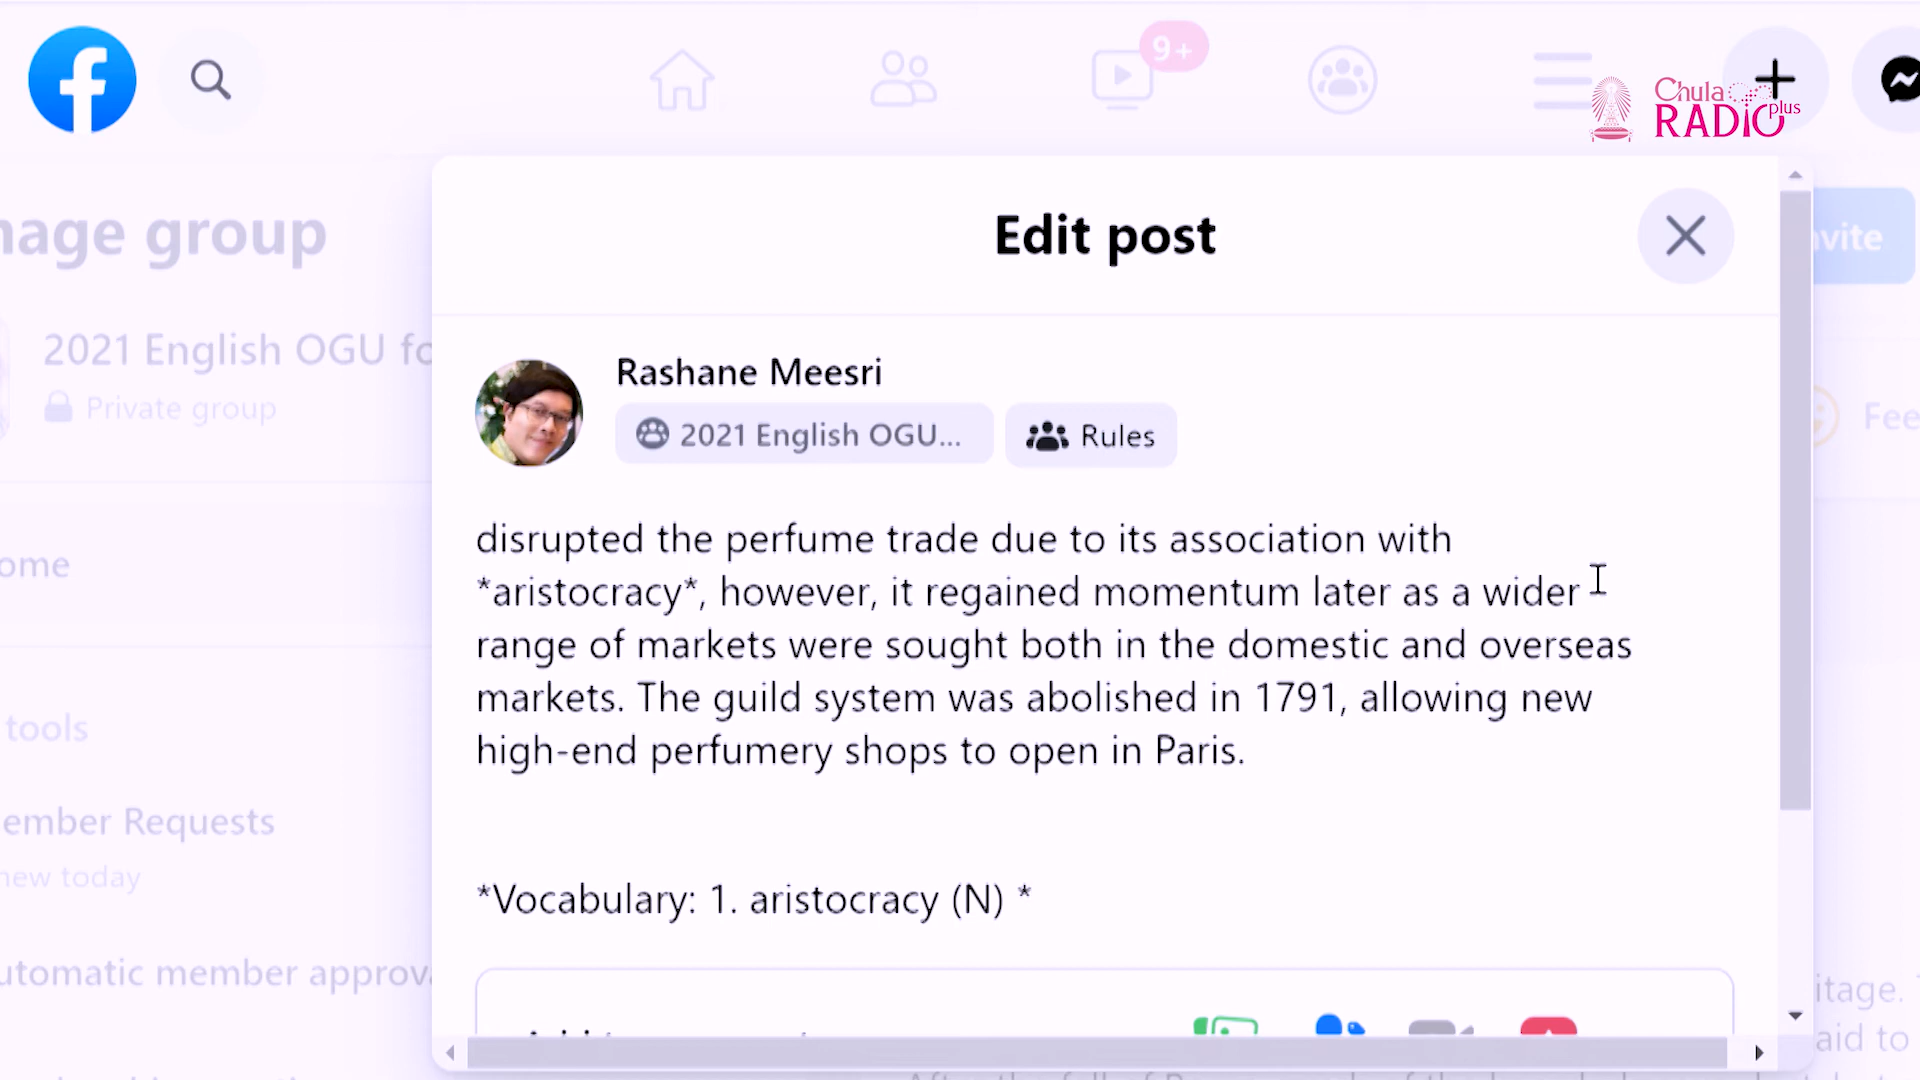 9+
Chula
RADIO plus
nage group
Edit post
nvite
2021 English OGU fo
Private group
Rashane Meesri
2021 English OGU...
Rules
Fee
ome
disrupted the perfume trade due to its association with
*aristocracy*, however, it regained momentum later as a wider
range of markets were sought both in the domestic and overseas
markets. The guild system was abolished in 1791, allowing new
high-end perfumery shops to open in Paris.
tools
ember Requests
new today
*Vocabulary: 1. aristocracy (N) *
utomatic member approva
itage.
aid to